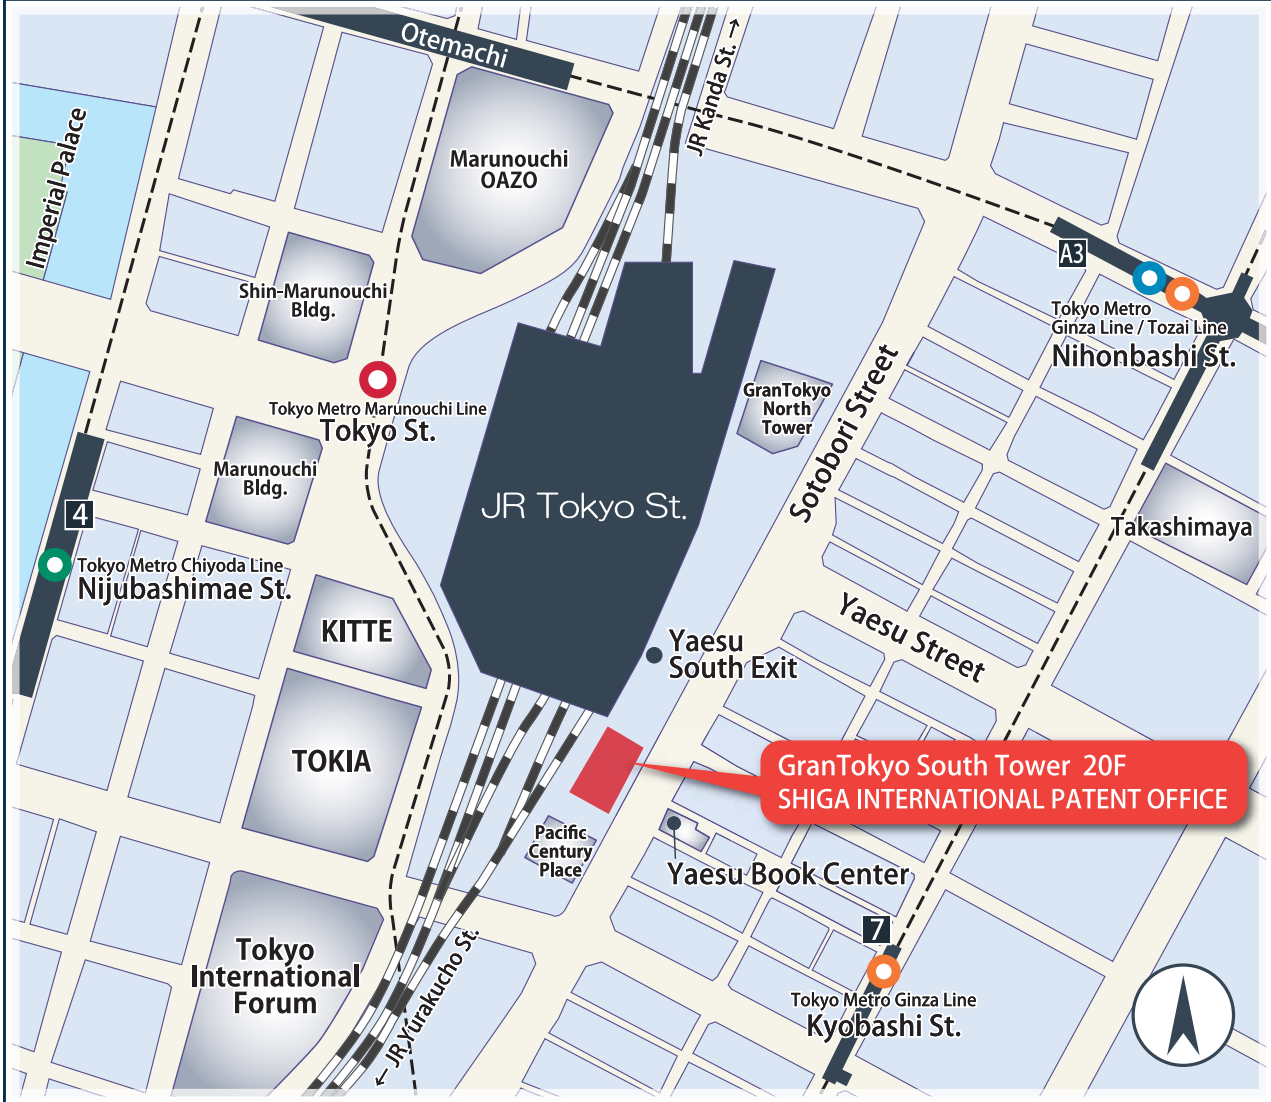 Otemachi
JR Kanda St. →
Imperial Palace
Marunouchi
OAZO
A3
Shin-Marunouchi
Bldg.
Tokyo Metro
Ginza Line / Tozai Line
Nihonbashi St.
Tokyo Metro Marunouchi Line
Tokyo St.
GranTokyo
North
Tower
Sotobori Street
Marunouchi
Bldg.
JR Tokyo St.
4
Takashimaya
Tokyo Metro Chiyoda Line
Nijubashimae St.
KITTE
Yaesu Street
Yaesu
South Exit
TOKIA
GranTokyo South Tower 20F
SHIGA INTERNATIONAL PATENT OFFICE
Pacific
Century
Place
Yaesu Book Center
7
Tokyo
International
Forum
← JR Yurakucho St.
Tokyo Metro Ginza Line
Kyobashi St.